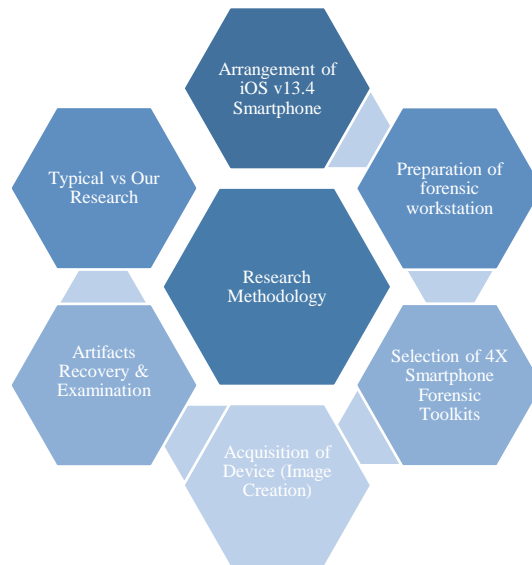 Arrangement of
iOS v13.4
Smartphone
Preparation of
forensic
workstation
Selection of 4X
Smartphone
Forensic
Toolkits
Acquisition of
Device (Image
Creation)
Artifacts
Recovery &
Examination
Typical vs Our
Research
Research
Methodology